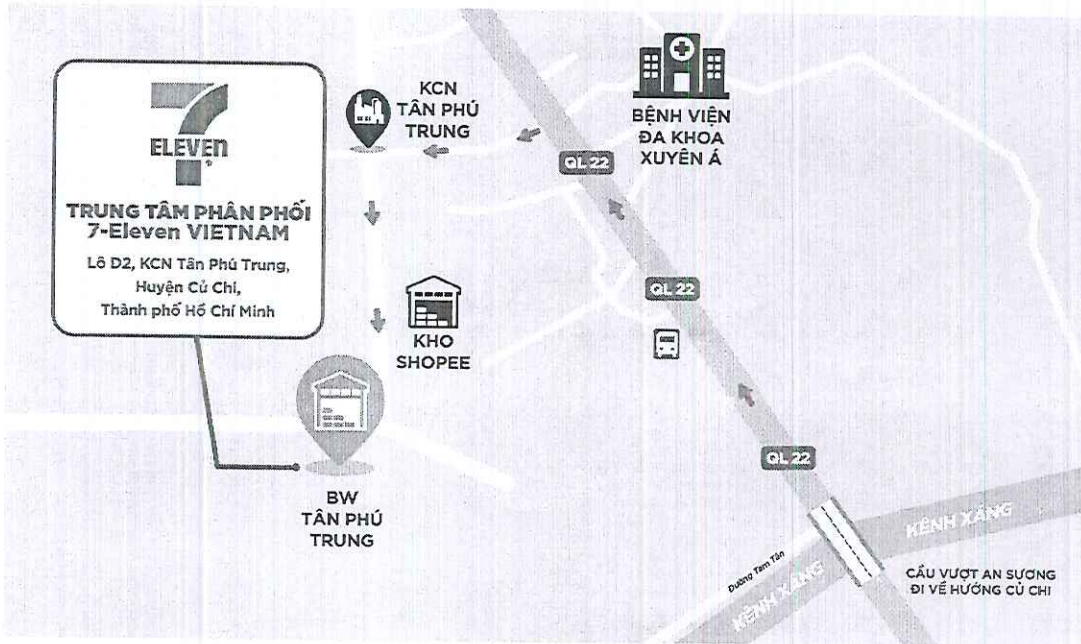 7
ELEVEn
TRUNG TÂM PHÂN PHỐI
7-Eleven VIETNAM
Lô D2, KCN Tân Phú Trung,
Huyện Củ Chi,
Thành phố Hồ Chí Minh
KCN
TÂN PHÚ
TRUNG
BỆNH VIỆN
ĐA KHOA
XUYÊN Á
QL 22
QL 22
KHO
SHOPEE
QL 22
BW
TÂN PHÚ
TRUNG
KÊNH XÁNG
Đường Tam Tân
KÊNH XÁNG
CẦU VƯỢT AN SƯƠNG
ĐI VỀ HƯỚNG CỦ CHI